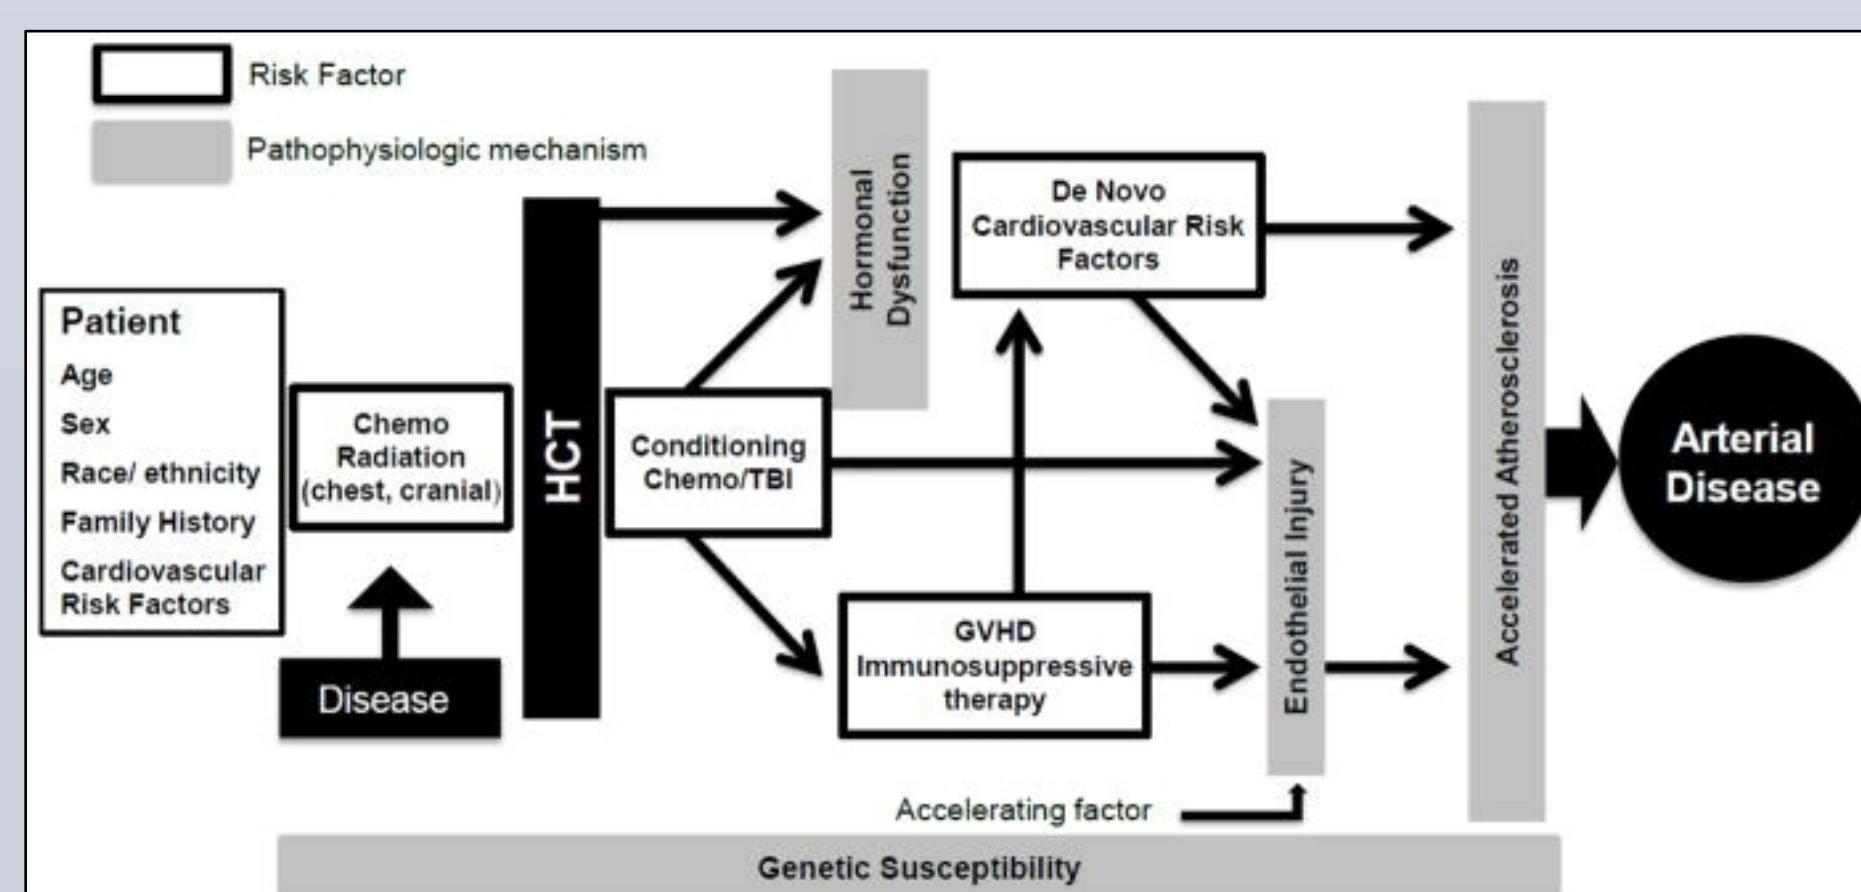 Risk Factor
Pathophysiologic mechanism
Patient
Age
Sex
Race/ ethnicity
Family History
Cardiovascular
Risk Factors
Chemo
Radiation
(chest, cranial)
Disease
HCT
Conditioning
Chemo/TBI
Hormonal
Dysfunction
De Novo
Cardiovascular Risk
Factors
GVHD
Immunosuppressive
therapy
Endothelial Injury
Accelerating factor
Accelerated Atherosclerosis
Arterial
Disease
Genetic Susceptibility